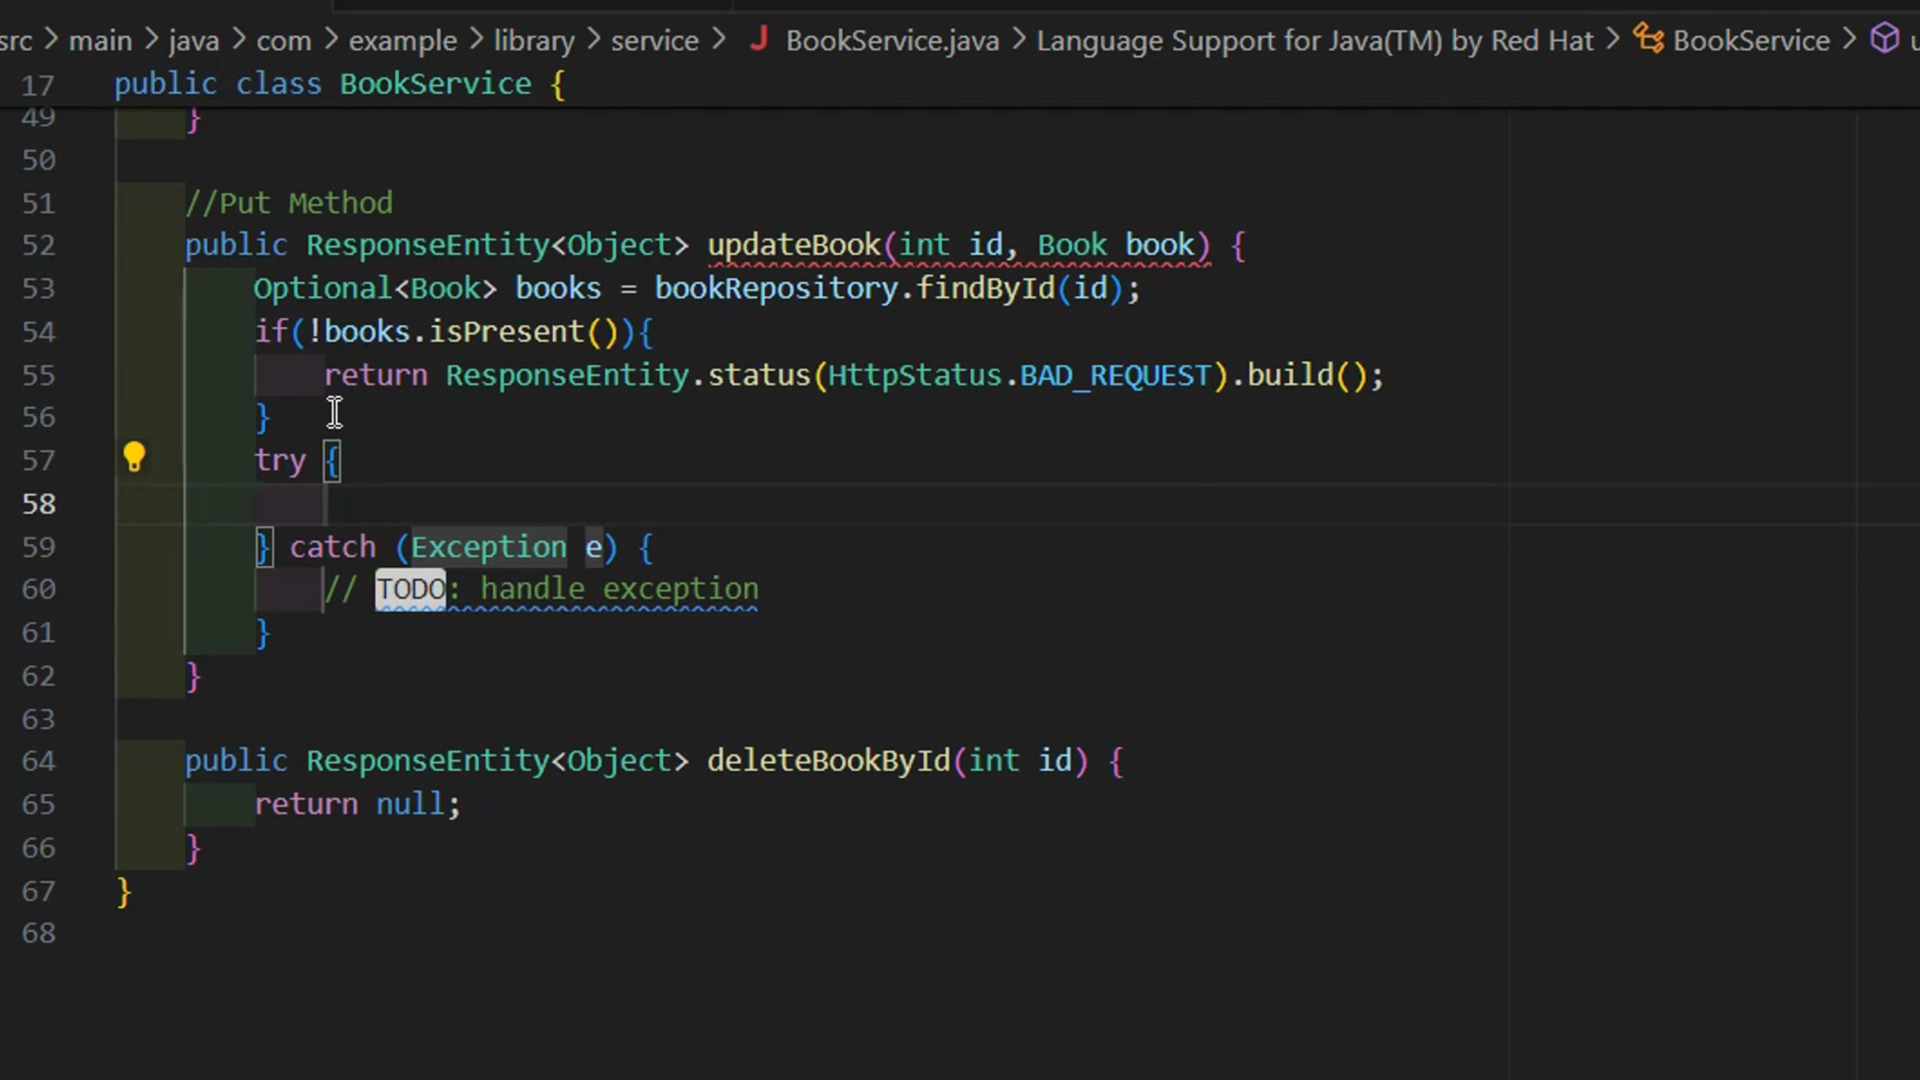 src > main > java > com > example > library > service > J BookService.java > Language Support for Java(TM) by Red Hat > BookService >
17 public class BookService {
49 }
50
51 //Put Method
52 public ResponseEntity<Object> updateBook(int id, Book book) {
53 Optional<Book> books = bookRepository.findById(id);
54 if(!books.isPresent()){
55 return ResponseEntity.status(HttpStatus.BAD_REQUEST).build();
56 }
57 try {
58
59 } catch (Exception e) {
60 // TODO: handle exception
61 }
62 }
63
64 public ResponseEntity<Object> deleteBookById(int id) {
65 return null;
66 }
67 }
68